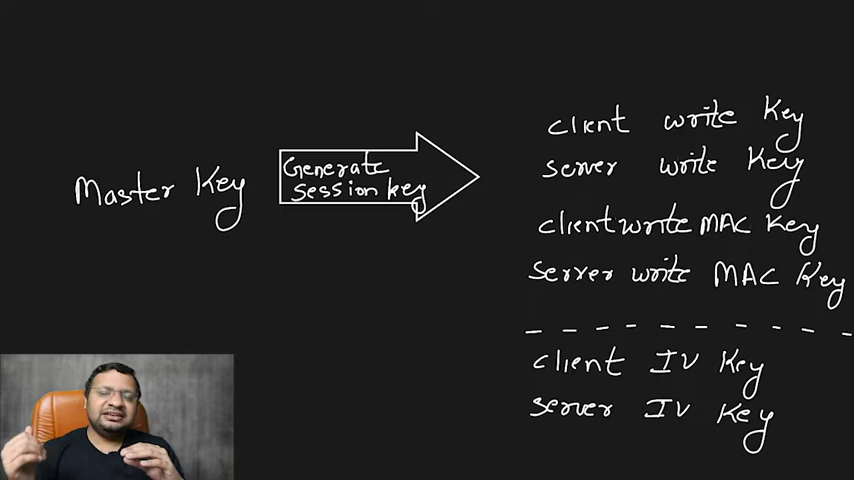 Master Key
Generate
session key
client write Key
server write Key
client write MAC Key
server write MAC Key
client IV Key
server IV Key